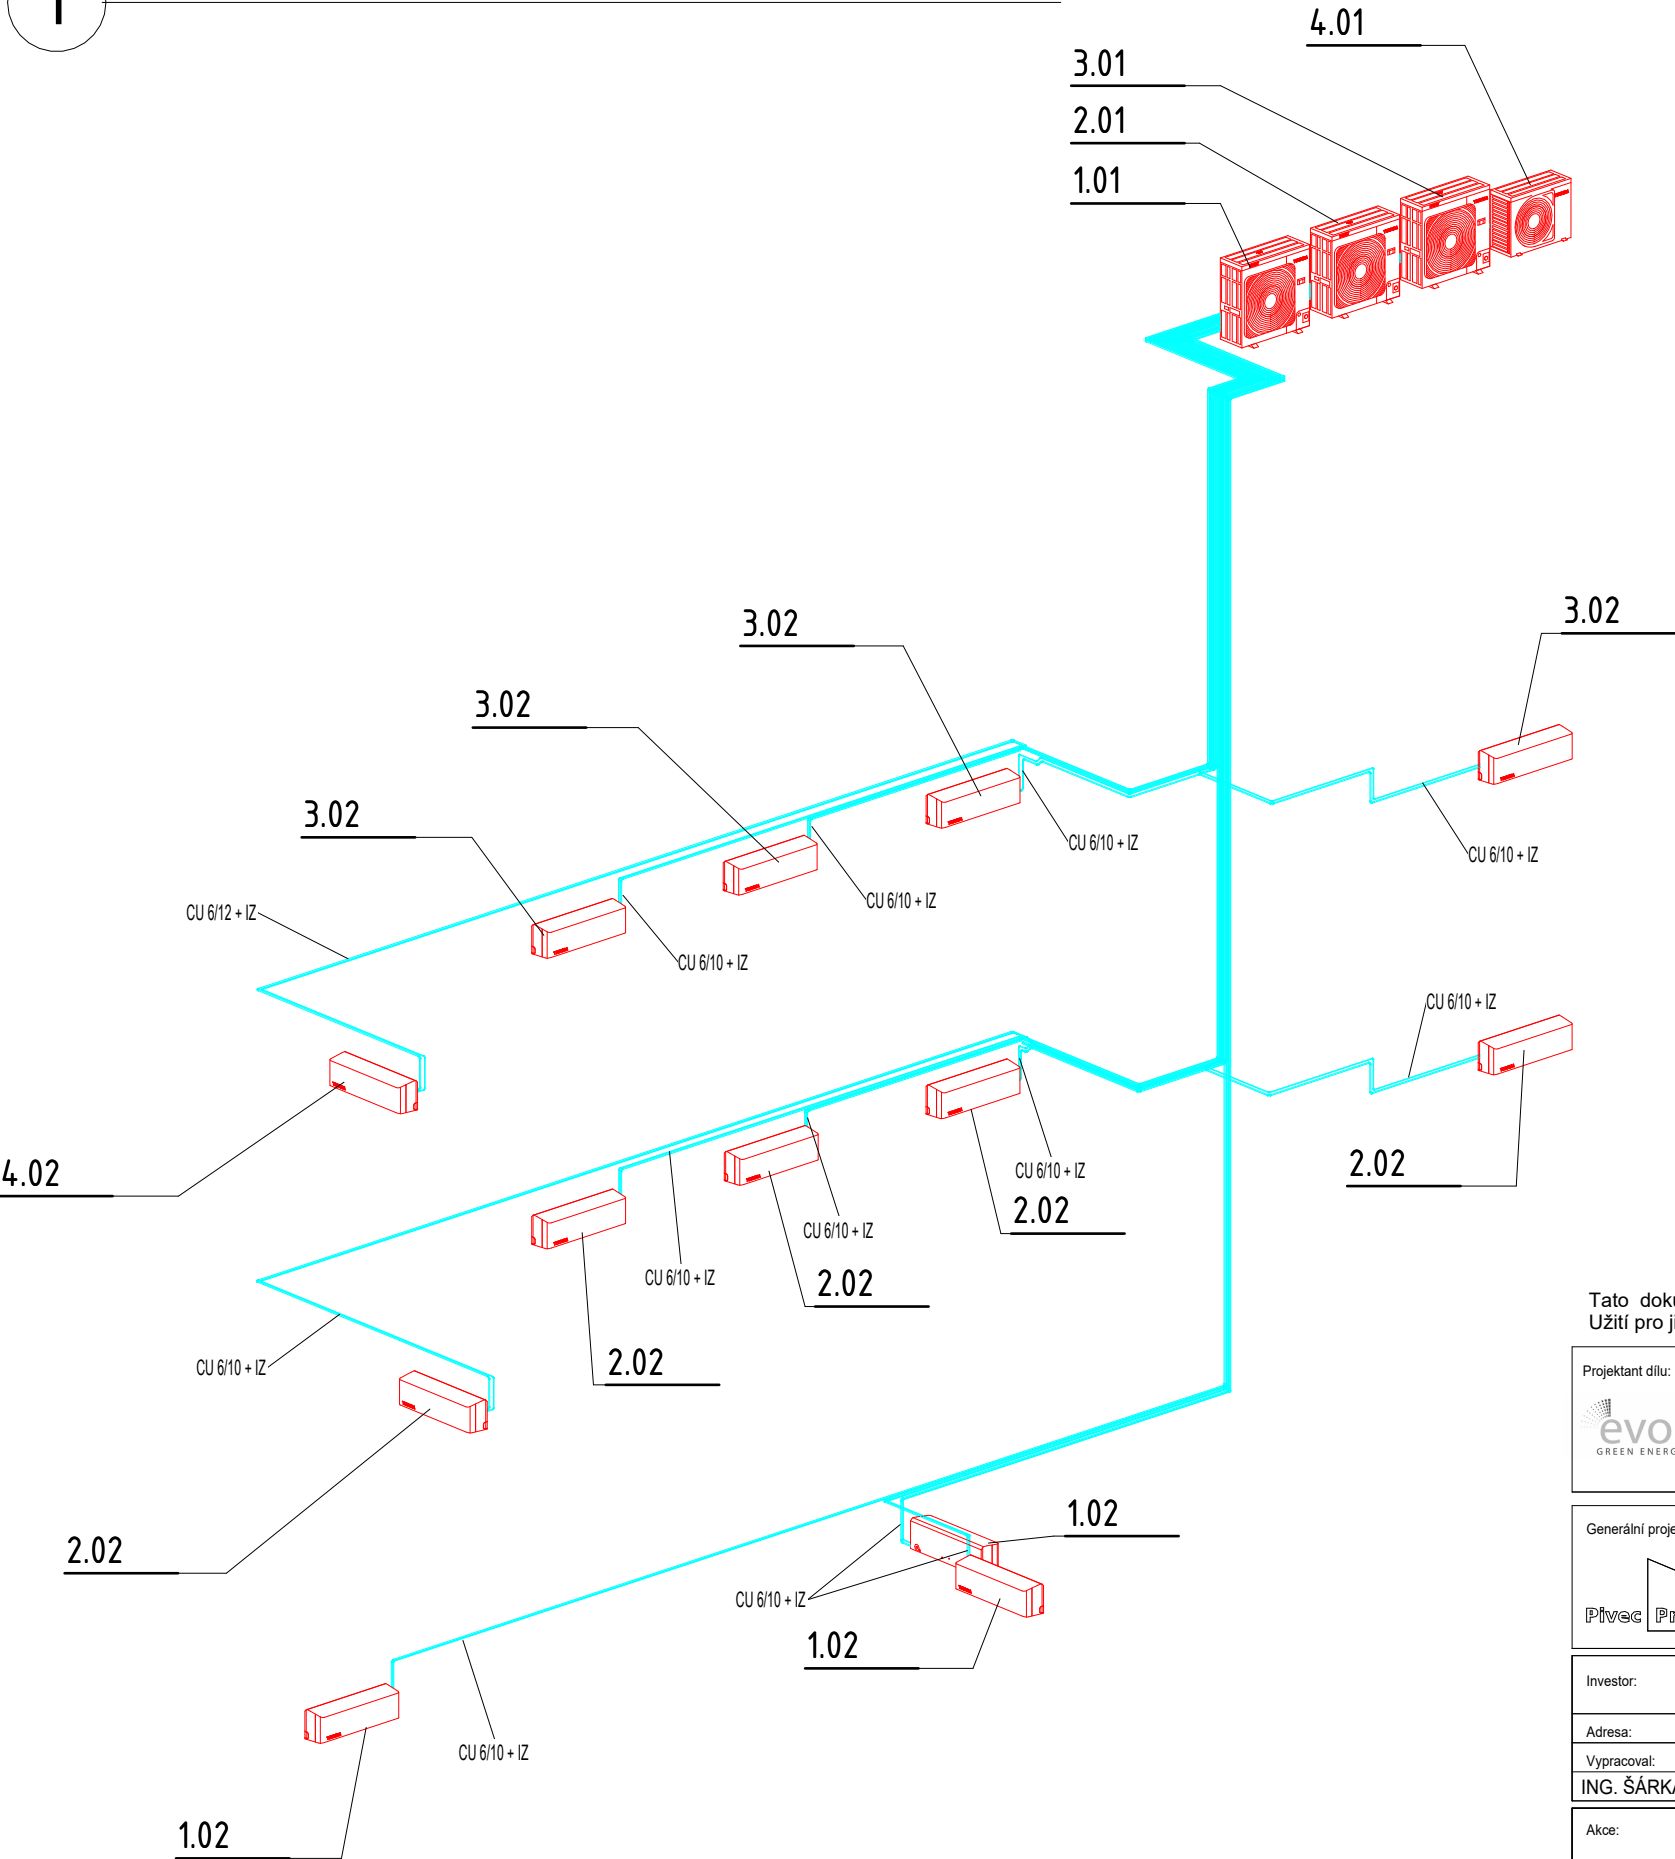 1
4.01
3.01
2.01
1.01
3.02
3.02
3.02
3.02
CU 6/10 + IZ
CU 6/10 + IZ
CU 6/10 + IZ
CU 6/12 + IZ
CU 6/10 + IZ
CU 6/10 + IZ
4.02
CU 6/10 + IZ
2.02
2.02
CU 6/10 + IZ
CU 6/10 + IZ
2.02
2.02
CU 6/10 + IZ
2.02
1.02
CU 6/10 + IZ
1.02
CU 6/10 + IZ
1.02
Tato
Užití pro
Projektant dílu:
evo
GREEN
Generální
Pivec
Investor:
Adresa:
Vypracoval:
ING.
Akce: